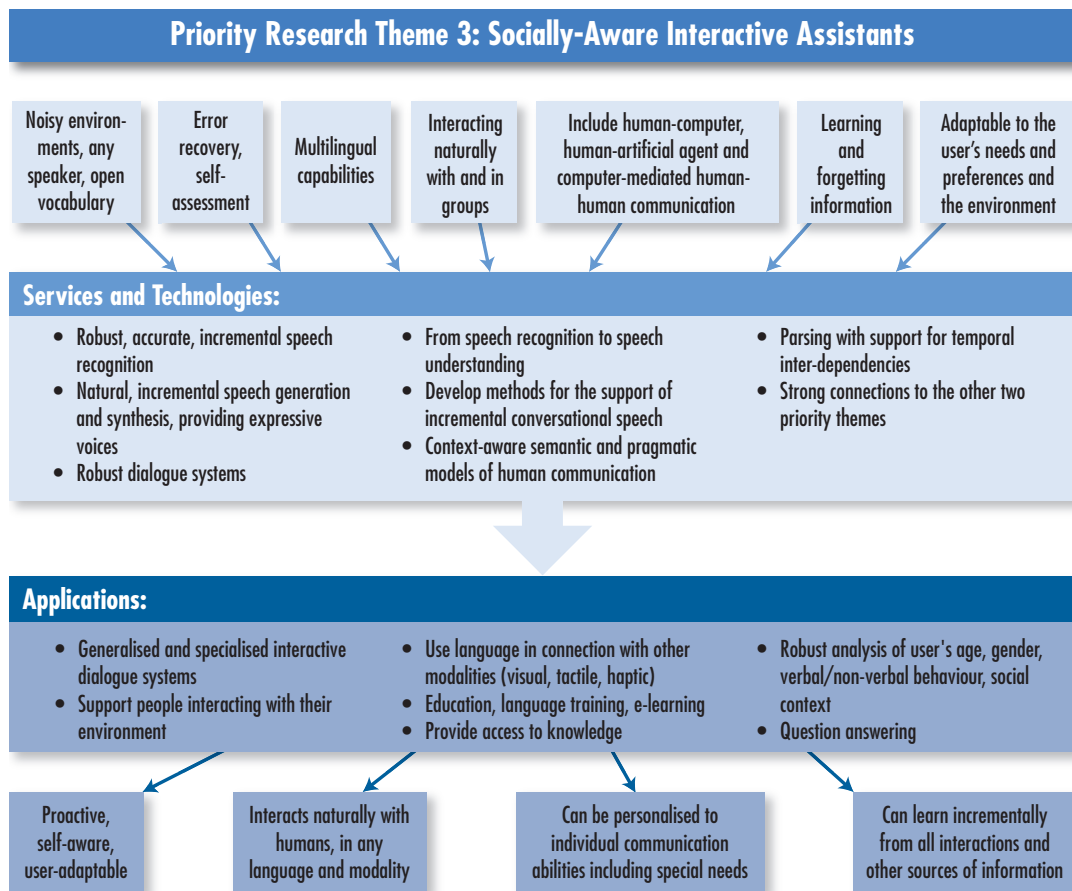 Priority Research Theme 3: Socially-Aware Interactive Assistants
Noisy environ-
ments, any
speaker, open
vocabulary
Error
recovery,
self-
assessment
Multilingual
capabilities
Interacting
naturally
with and in
groups
Include human-computer,
human-artificial agent and
computer-mediated human-
human communication
Learning
and
forgetting
information
Adaptable to the
user's needs and
preferences and
the environment
Services and Technologies:
• Robust, accurate, incremental speech
recognition
• Natural, incremental speech generation
and synthesis, providing expressive
voices
• Robust dialogue systems
• From speech recognition to speech
understanding
• Develop methods for the support of
incremental conversational speech
• Context-aware semantic and pragmatic
models of human communication
• Parsing with support for temporal
inter-dependencies
• Strong connections to the other two
priority themes
Applications:
• Generalised and specialised interactive
dialogue systems
• Support people interacting with their
environment
• Use language in connection with other
modalities (visual, tactile, haptic)
• Education, language training, e-learning
• Provide access to knowledge
• Robust analysis of user's age, gender,
verbal/non-verbal behaviour, social
context
• Question answering
Proactive,
self-aware,
user-adaptable
Interacts naturally with
humans, in any
language and modality
Can be personalised to
individual communication
abilities including special needs
Can learn incrementally
from all interactions and
other sources of information